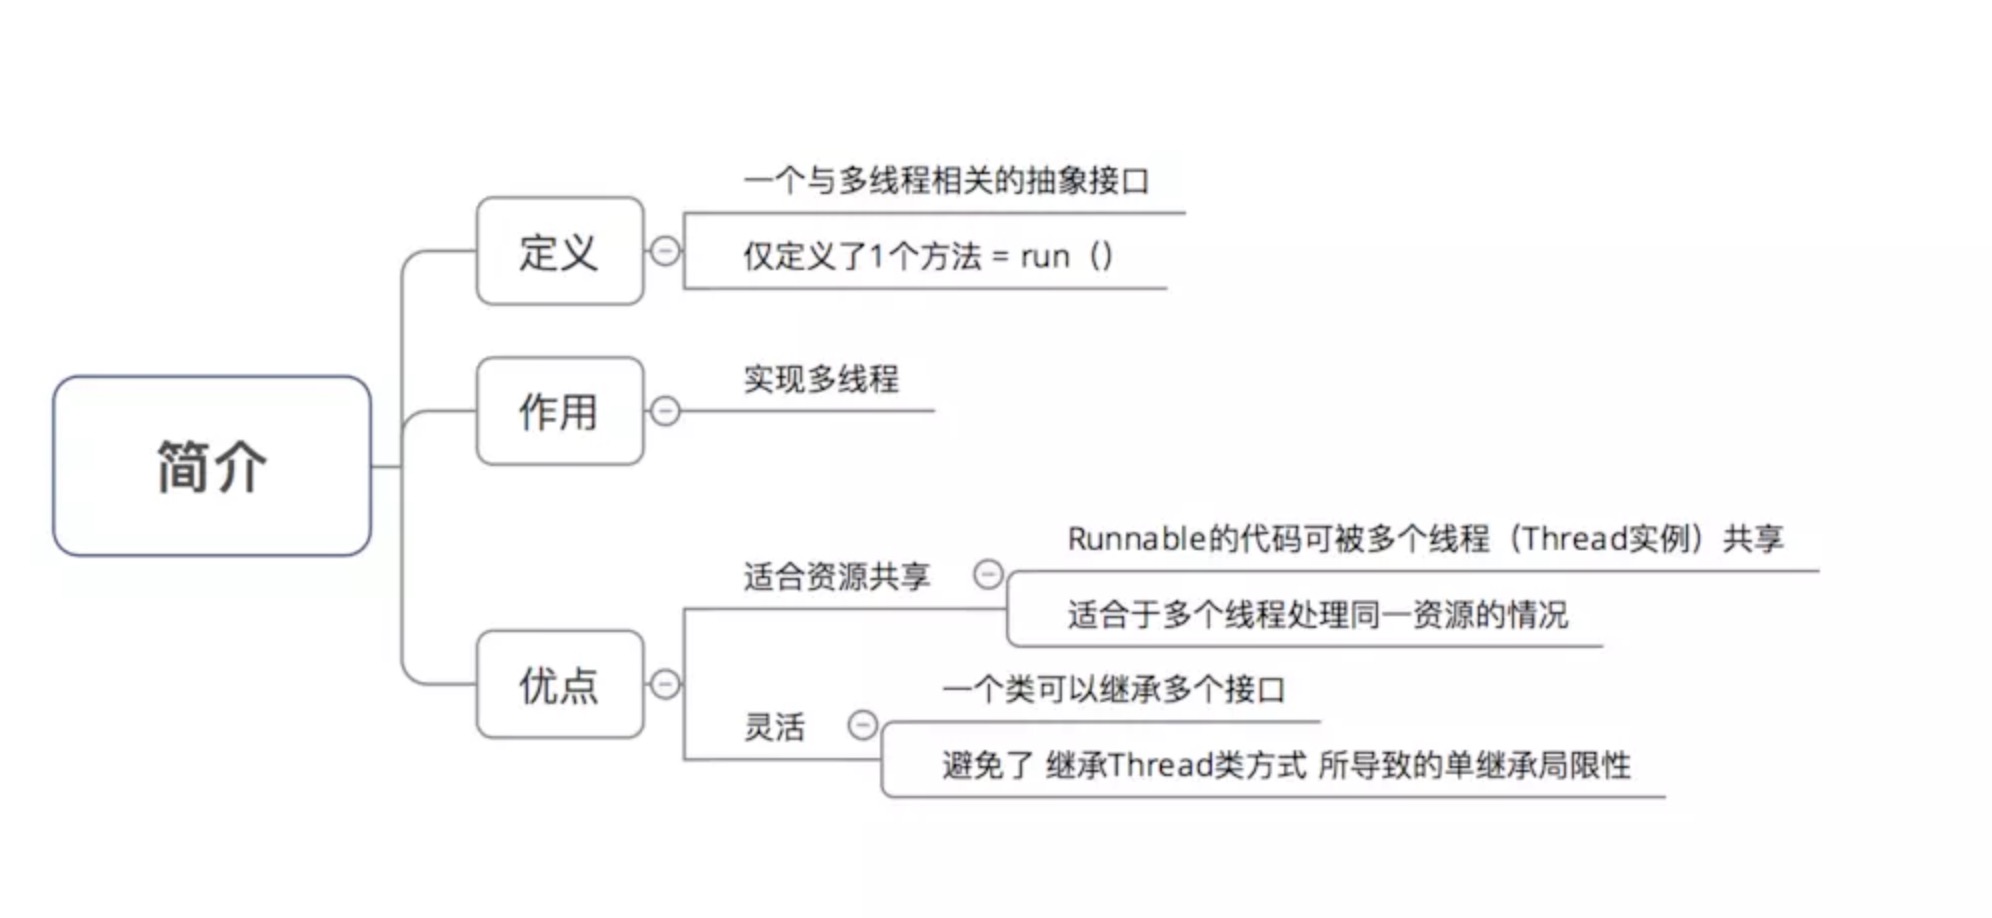 简介
定义
一个与多线程相关的抽象接口
仅定义了1个方法 = run（）
作用
实现多线程
优点
适合资源共享
Runnable的代码可被多个线程（Thread实例）共享
适合于多个线程处理同一资源的情况
灵活
一个类可以继承多个接口
避免了 继承Thread类方式 所导致的单继承局限性